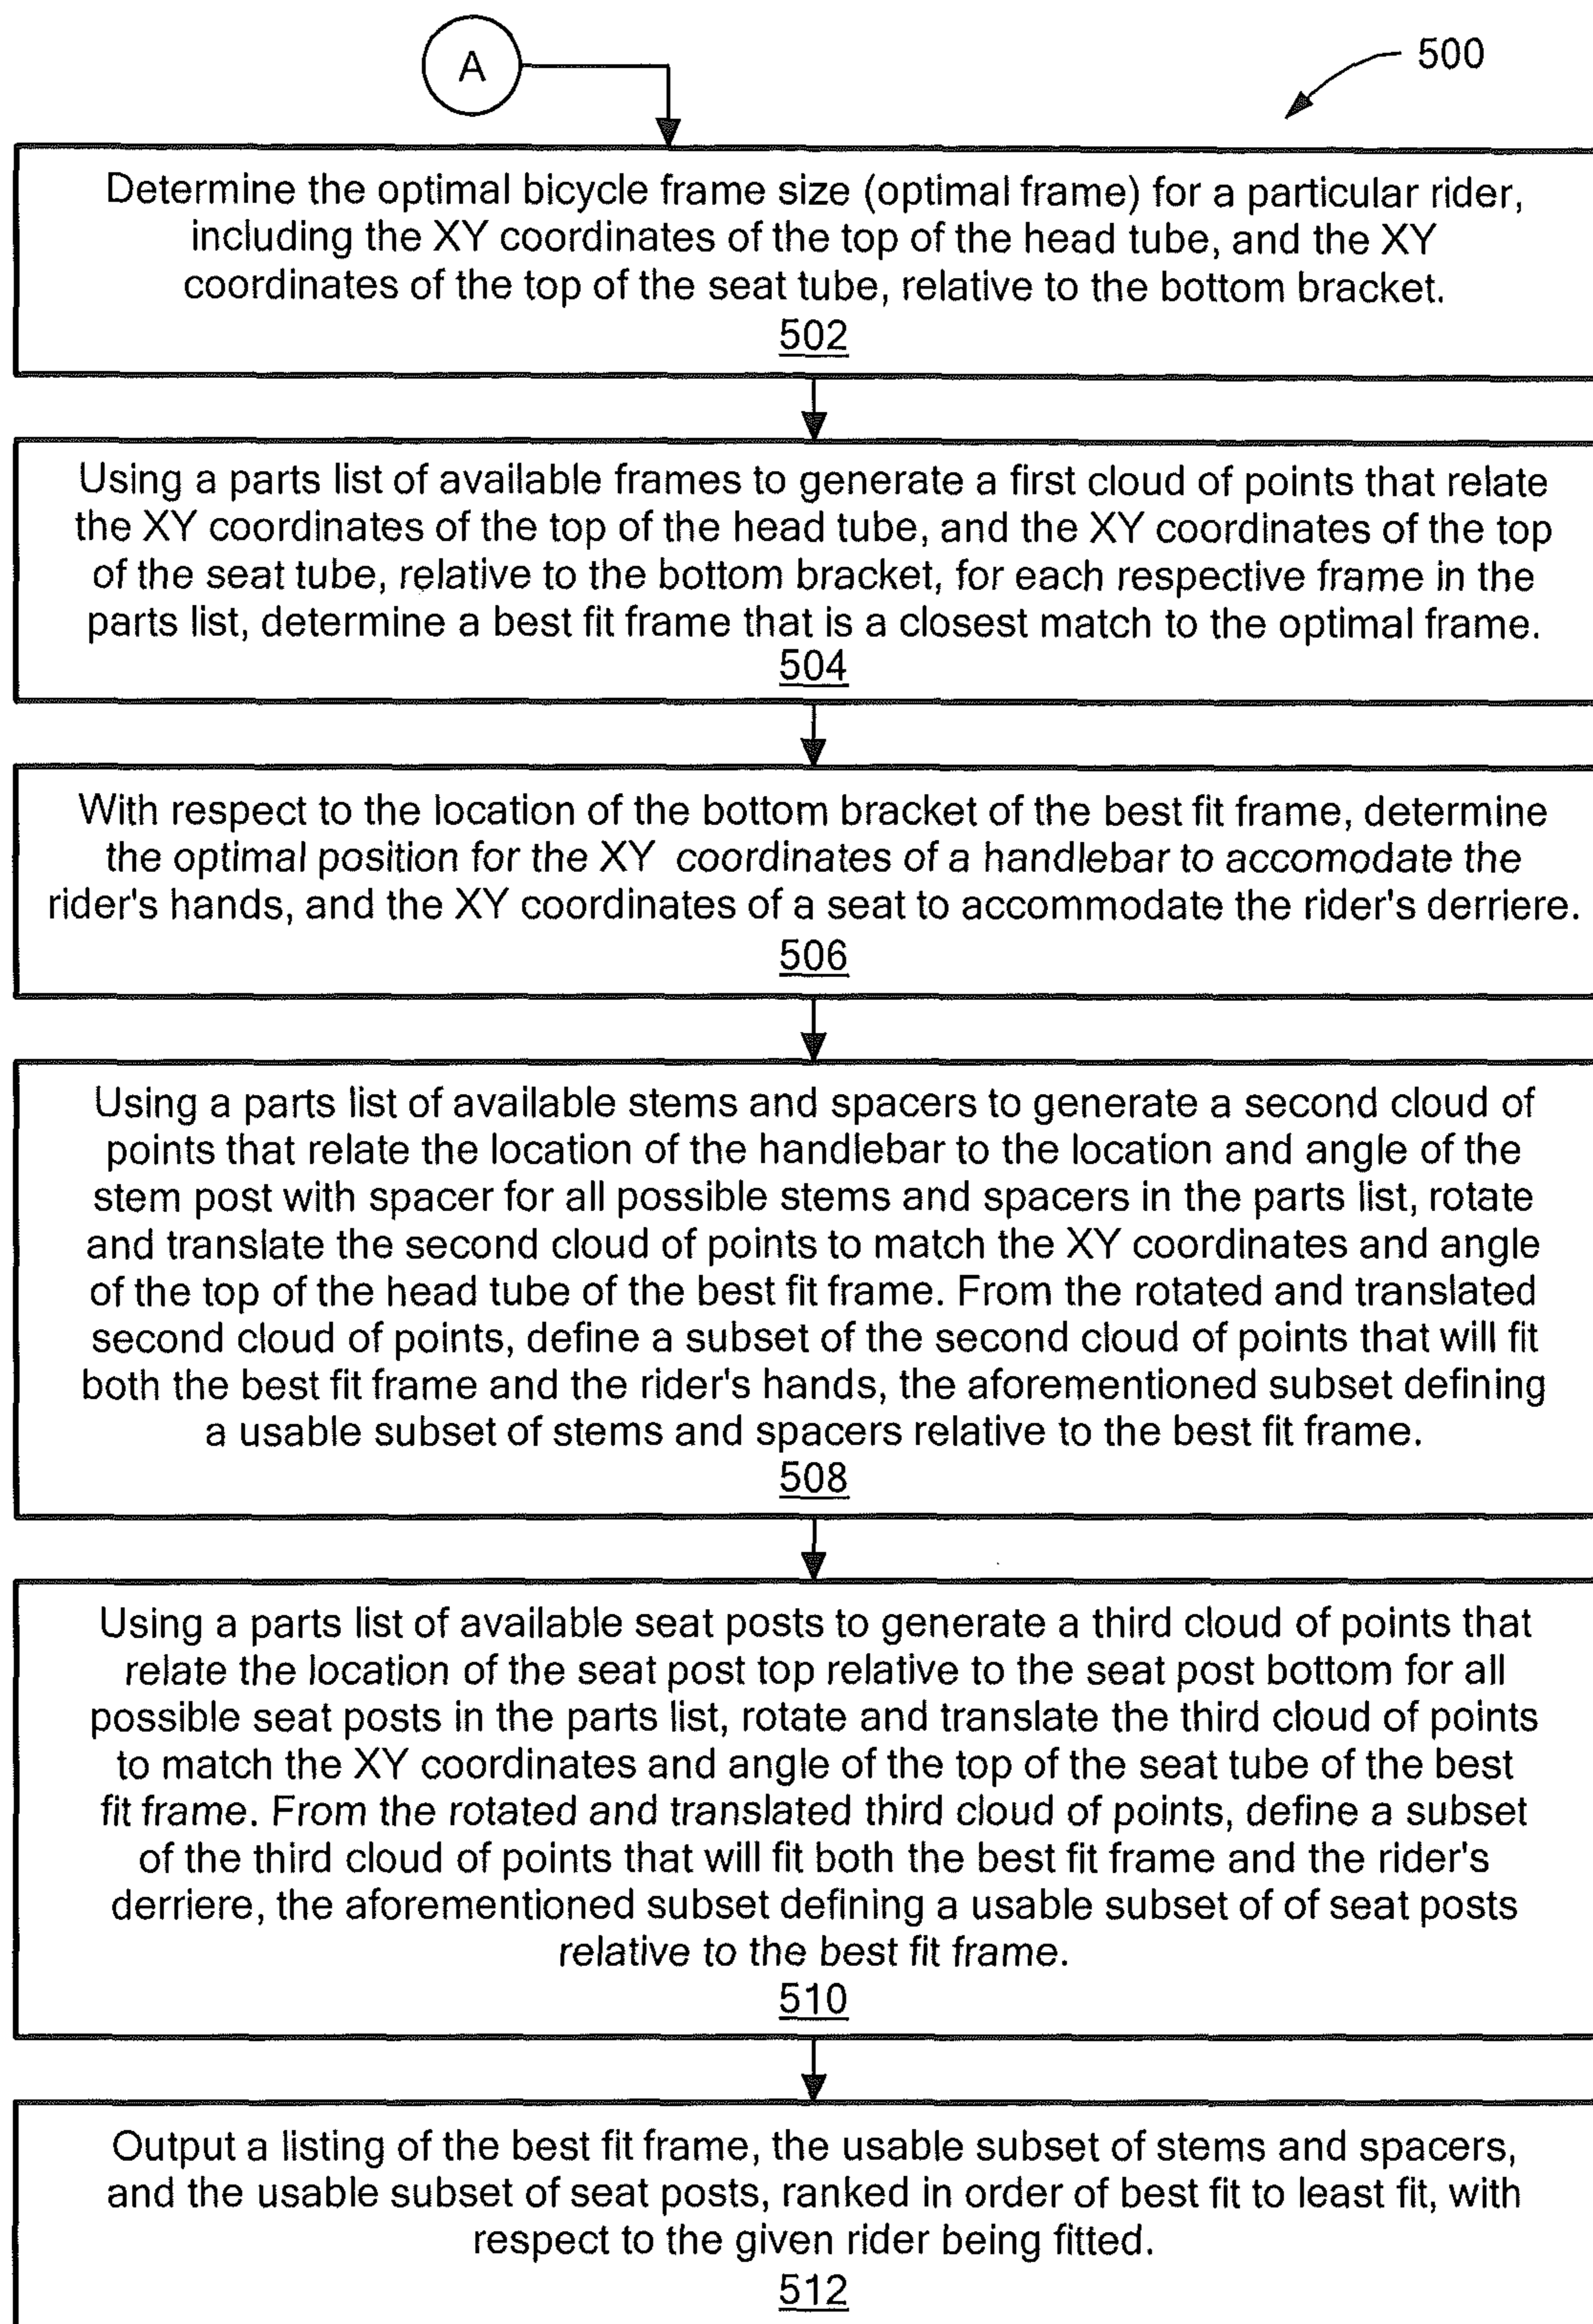 A
500
Determine the optimal bicycle frame size (optimal frame) for a particular rider,
including the XY coordinates of the top of the head tube, and the XY
coordinates of the top of the seat tube, relative to the bottom bracket.
502
Using a parts list of available frames to generate a first cloud of points that relate
the XY coordinates of the top of the head tube, and the XY coordinates of the top
of the seat tube, relative to the bottom bracket, for each respective frame in the
parts list, determine a best fit frame that is a closest match to the optimal frame.
504
With respect to the location of the bottom bracket of the best fit frame, determine
the optimal position for the XY coordinates of a handlebar to accomodate the
rider's hands, and the XY coordinates of a seat to accommodate the rider's derriere.
506
Using a parts list of available stems and spacers to generate a second cloud of
points that relate the location of the handlebar to the location and angle of the
stem post with spacer for all possible stems and spacers in the parts list, rotate
and translate the second cloud of points to match the XY coordinates and angle
of the top of the head tube of the best fit frame. From the rotated and translated
second cloud of points, define a subset of the second cloud of points that will fit
both the best fit frame and the rider's hands, the aforementioned subset defining
a usable subset of stems and spacers relative to the best fit frame.
508
Using a parts list of available seat posts to generate a third cloud of points that
relate the location of the seat post top relative to the seat post bottom for all
possible seat posts in the parts list, rotate and translate the third cloud of points
to match the XY coordinates and angle of the top of the seat tube of the best
fit frame. From the rotated and translated third cloud of points, define a subset
of the third cloud of points that will fit both the best fit frame and the rider's
derriere, the aforementioned subset defining a usable subset of of seat posts
relative to the best fit frame.
510
Output a listing of the best fit frame, the usable subset of stems and spacers,
and the usable subset of seat posts, ranked in order of best fit to least fit, with
respect to the given rider being fitted.
512